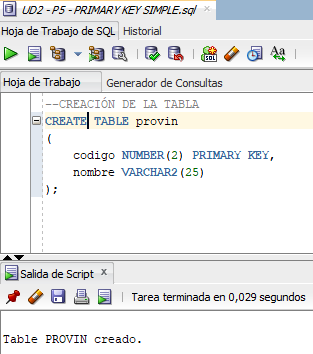 UD2 - P5 - PRIMARY KEY SIMPLE.sql
Hoja de Trabajo de SQL Historial
Aa
Hoja de Trabajo Generador de Consultas
--CREACIÓN DE LA TABLA
CREATE TABLE provin
(
codigo NUMBER(2) PRIMARY KEY,
nombre VARCHAR2(25)
);
Salida de Script x
Tarea terminada en 0,029 segundos
Table PROVIN creado.